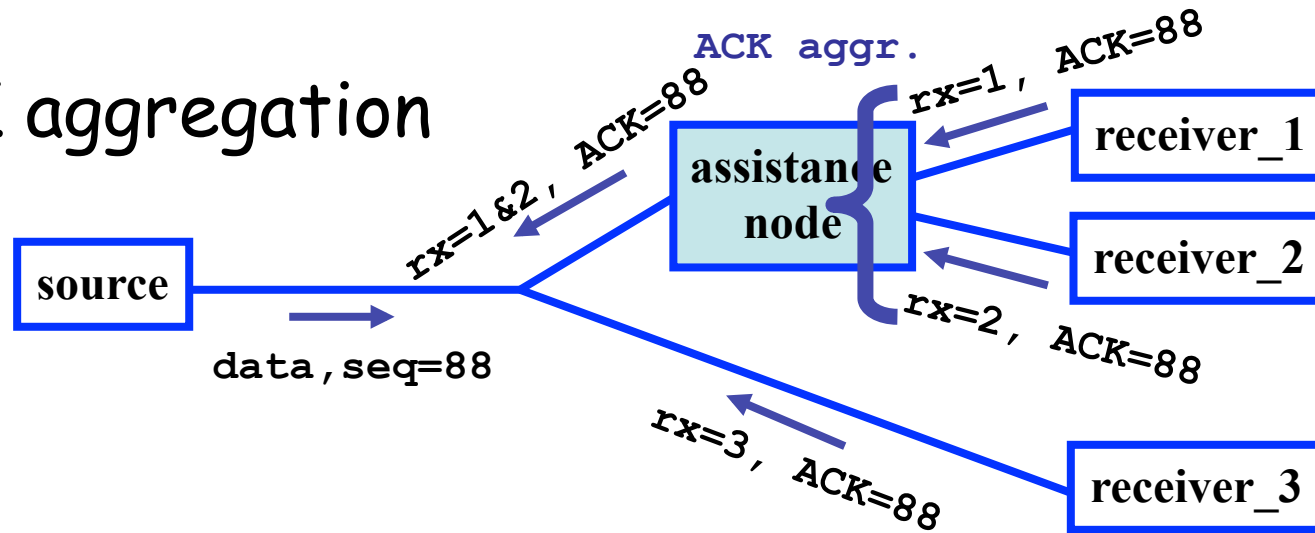 ACK aggr.
aggregation
rx=1, ACK=88
receiver_1
rx=1&2, ACK=88
assistance
node
source
receiver_2
rx=2, ACK=88
data,seq=88
rx=3, ACK=88
receiver_3